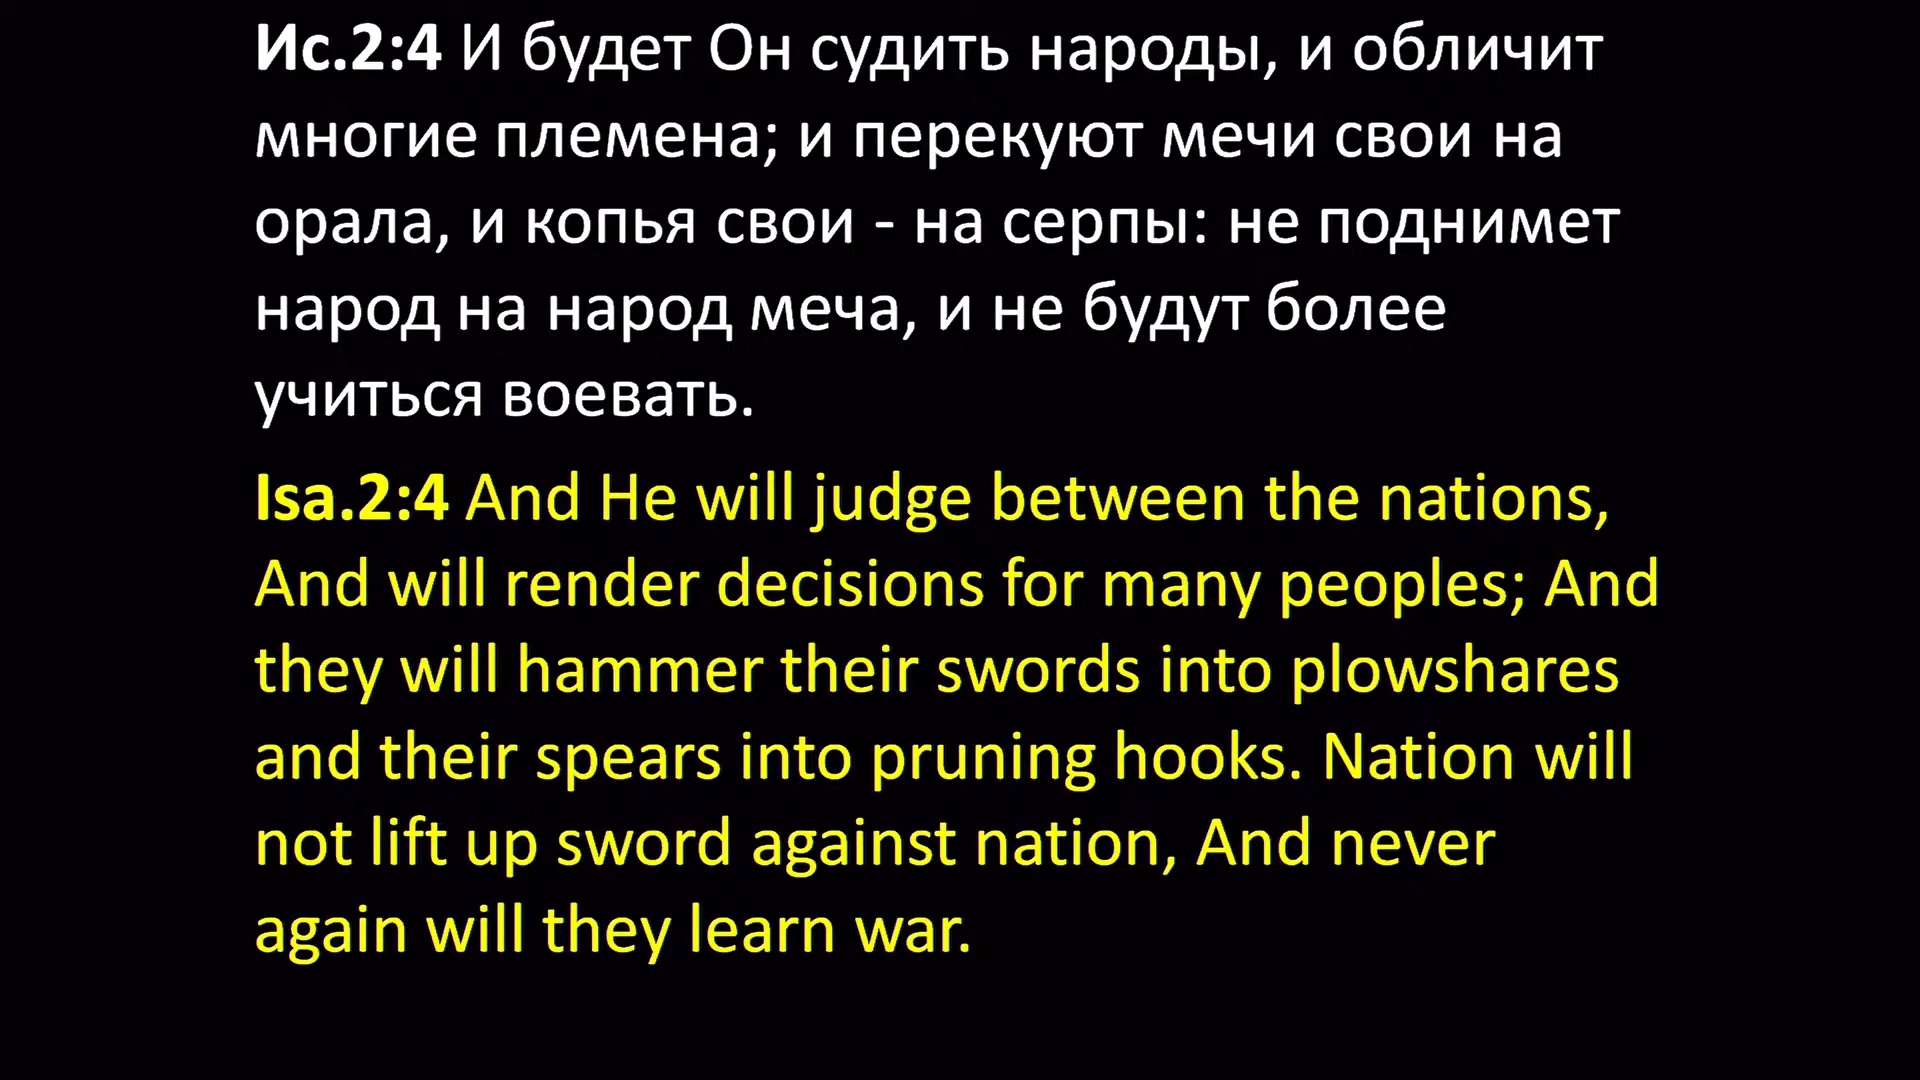 Ис.2:4 И будет Он судить народы, и обличит
многие племена; и перекуют мечи свои на
орала, и копья свои - на серпы: не поднимет
народ на народ меча, и не будут более
учиться воевать.
Isa.2:4 And He will judge between the nations,
And will render decisions for many peoples; And
they will hammer their swords into plowshares
and their spears into pruning hooks. Nation will
not lift up sword against nation, And never
again will they learn war.